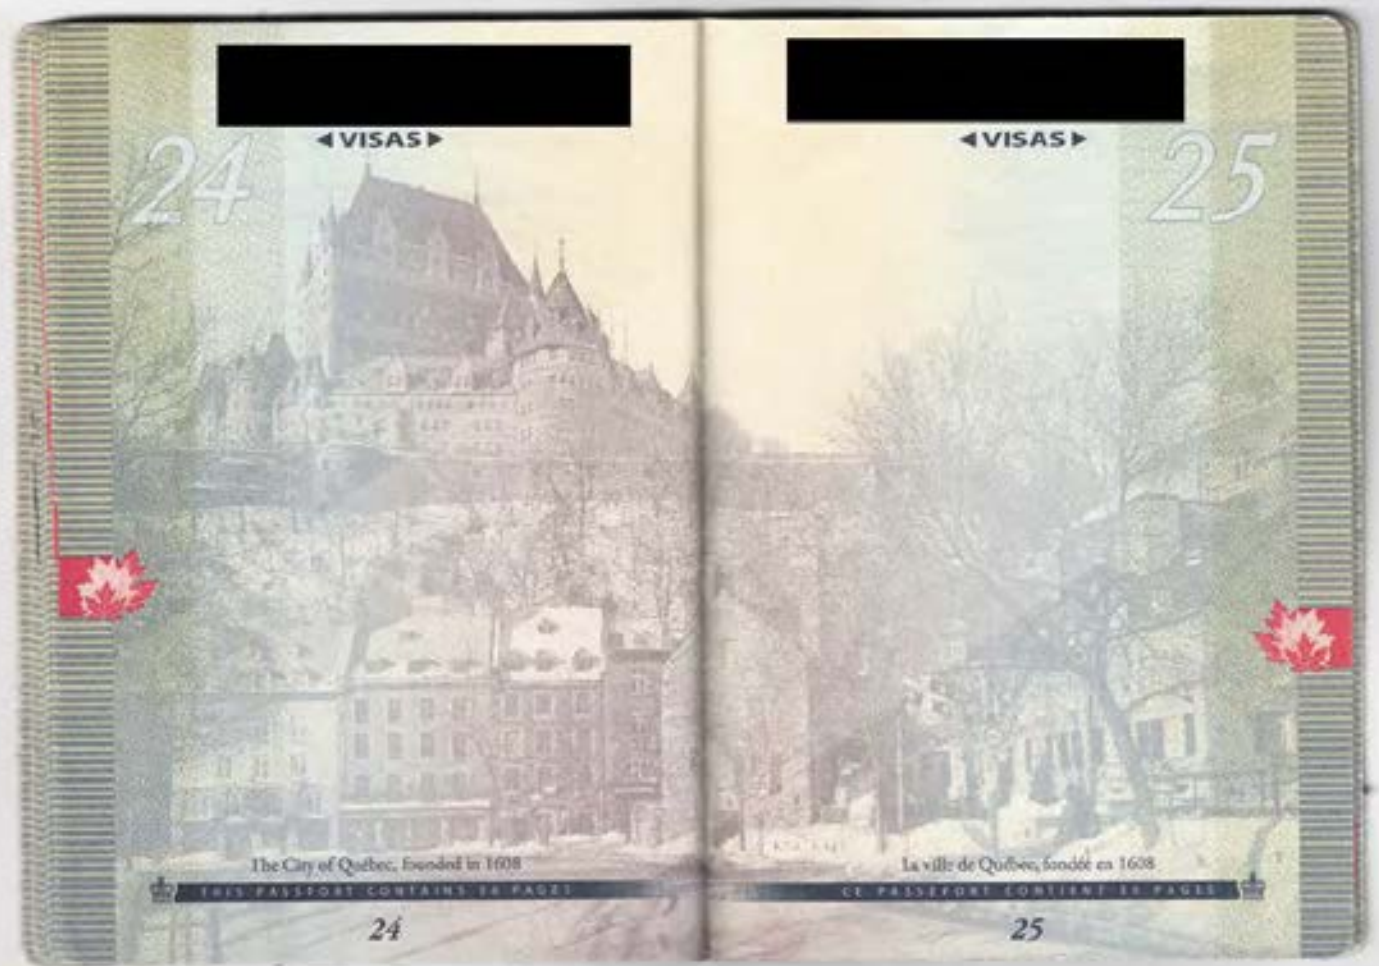 ◄VISAS►
24
The City of Québec, founded in 1608
THIS PASSPORT CONTAINS 36 PAGES
24
◄VISAS►
25
La ville de Québec, fondée en 1608
CE PASSEPORT CONTIENT 36 PAGES
25